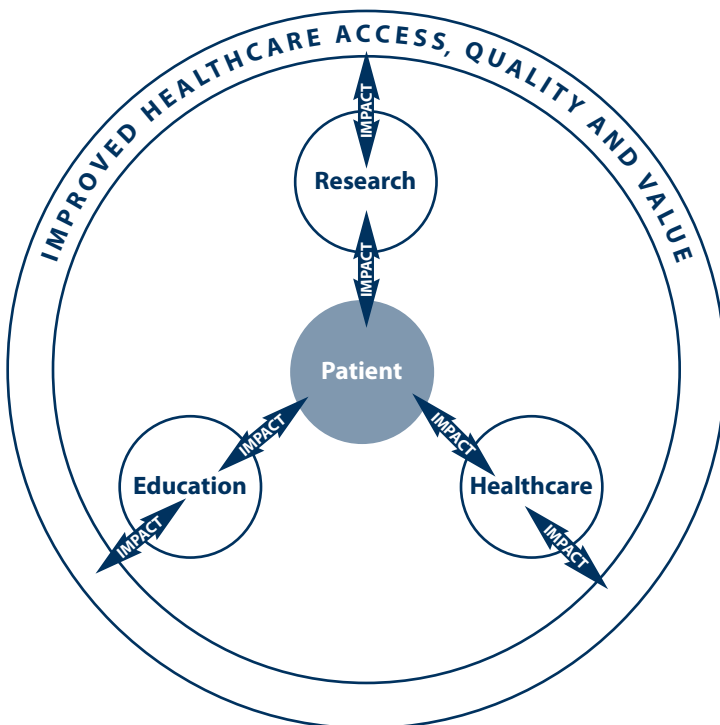 IMPROVED HEALTHCARE ACCESS, QUALITY AND VALUE
IMPACT
Research
IMPACT
Patient
IMPACT
IMPACT
Education
Healthcare
IMPACT
IMPACT